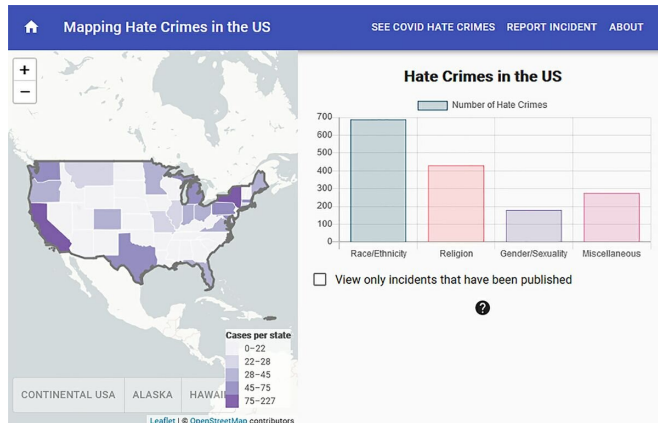 Mapping Hate Crimes in the US
SEE COVID HATE CRIMES REPORT INCIDENT ABOUT
+
−
Hate Crimes in the US
Number of Hate Crimes
700
600
500
400
300
200
100
0
Race/Ethnicity Religion Gender/Sexuality Miscellaneous
View only incidents that have been published
?
Cases per state
0–22
22–28
28–45
45–75
75–227
CONTINENTAL USA ALASKA HAWAI
Leaflet | © OpenStreetMap contributors